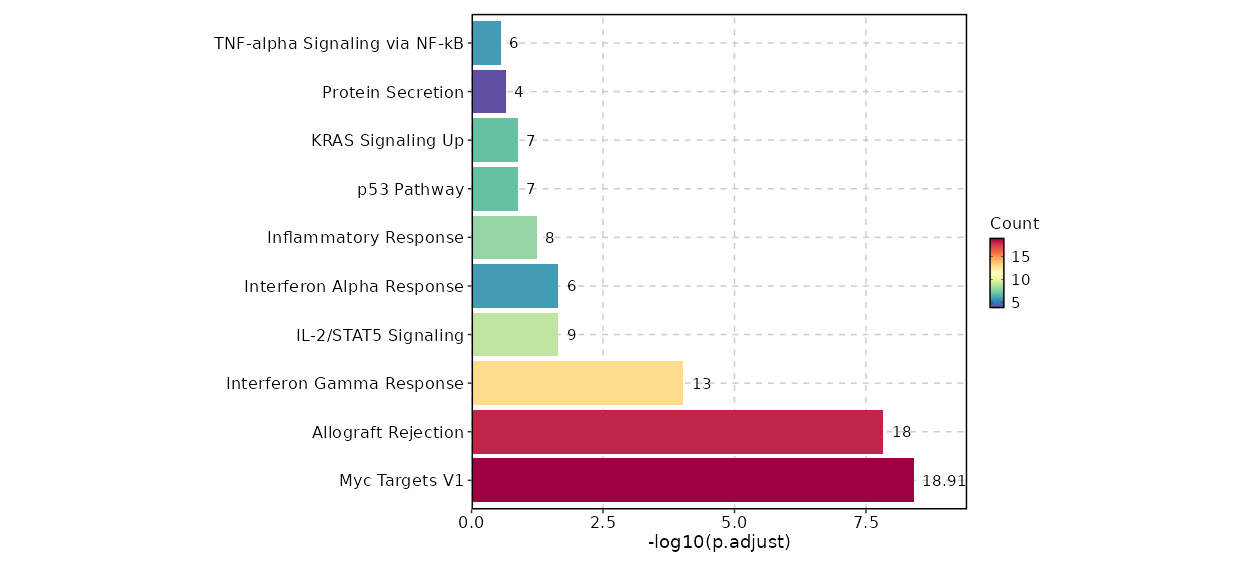 TNF-alpha Signaling via NF-kB 6
Protein Secretion 4
KRAS Signaling Up 7
p53 Pathway 7
Inflammatory Response 8
Interferon Alpha Response 6
IL-2/STAT5 Signaling 9
Interferon Gamma Response 13
Allograft Rejection 18
Myc Targets V1 18.91
0.0 2.5 5.0 7.5
-log10(p.adjust)
Count
15
10
5